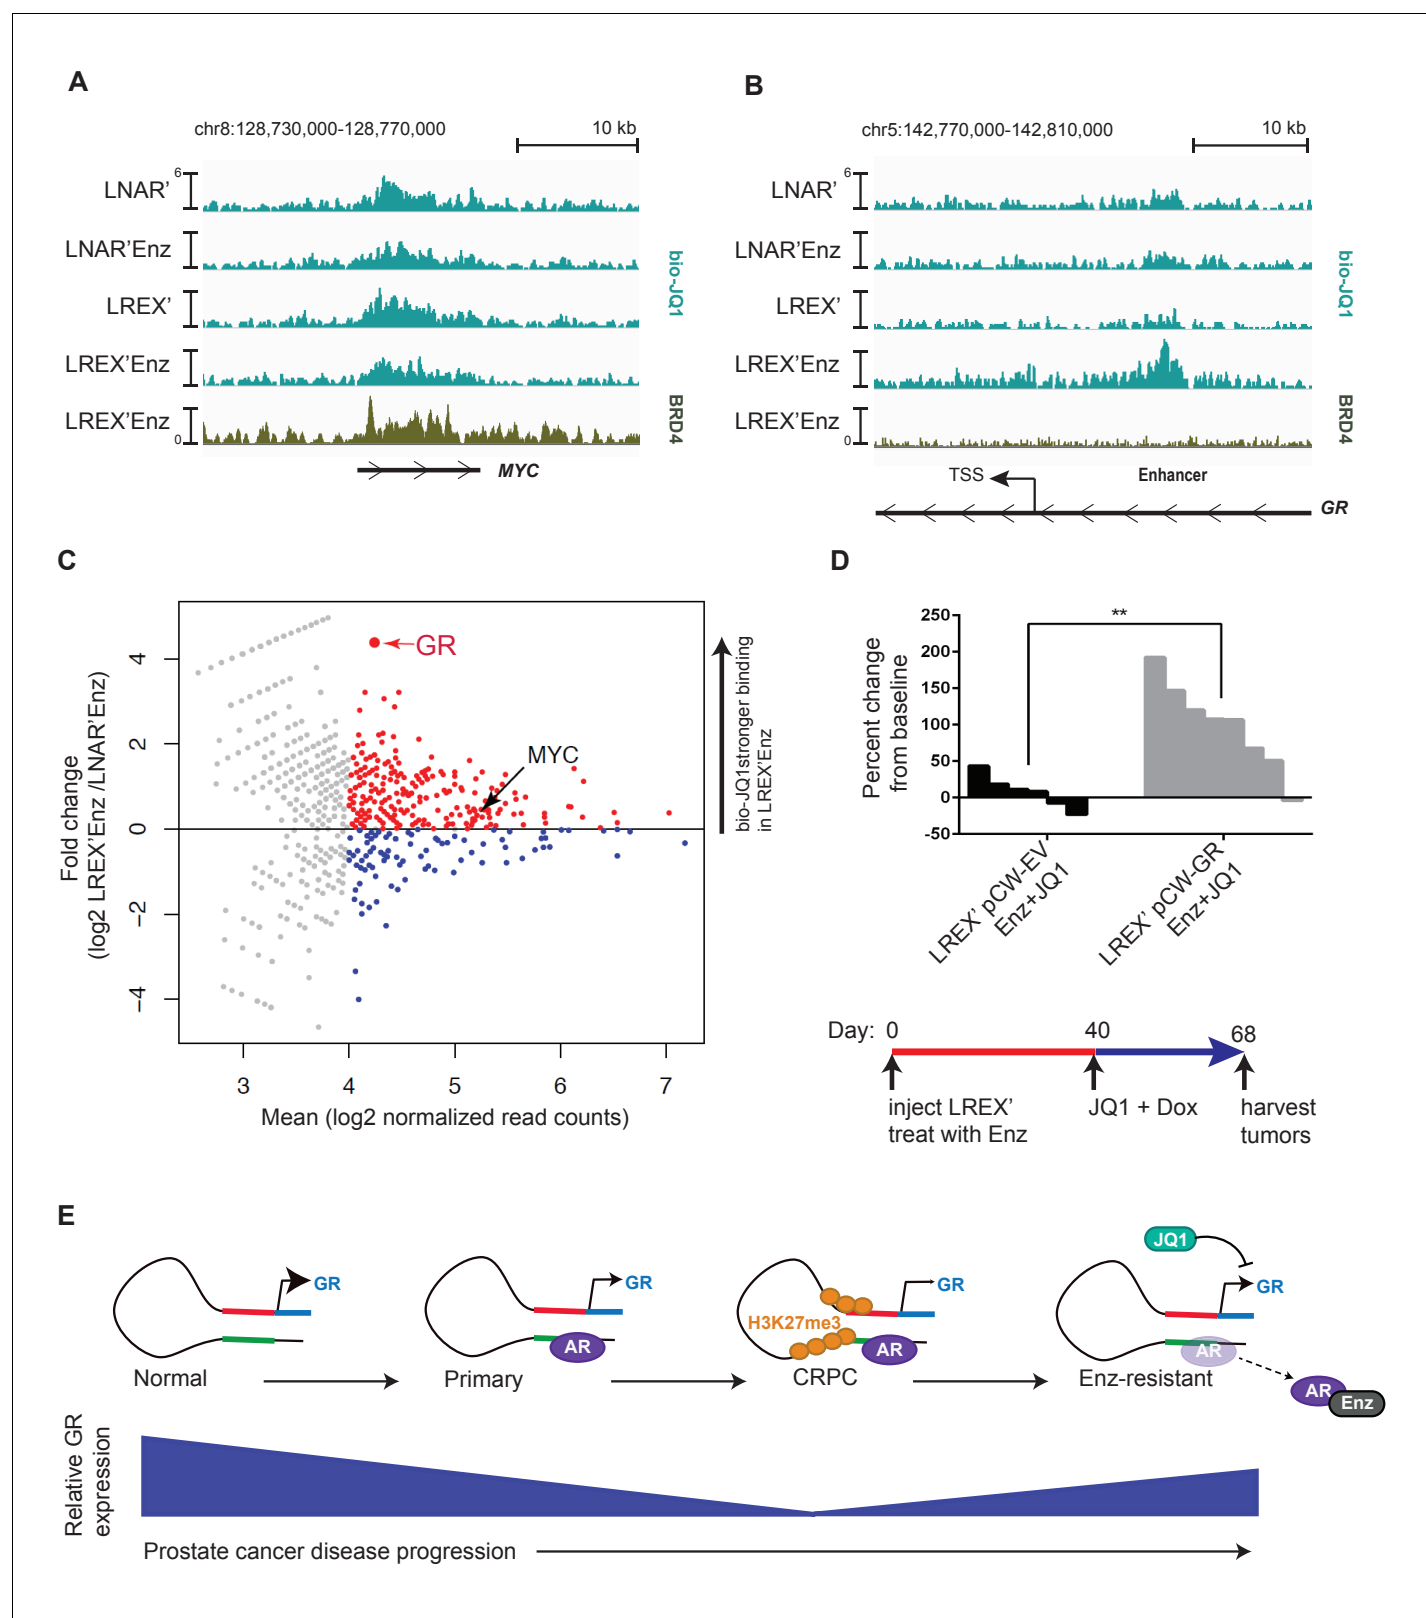 A
chr8:128,730,000-128,770,000
10 kb
6
LNAR'
LNAR'Enz
LREX'
LREX'Enz
LREX'Enz
0
bio-JQ1
BRD4
MYC
B
chr5:142,770,000-142,810,000
10 kb
6
LNAR'
LNAR'Enz
LREX'
LREX'Enz
LREX'Enz
0
bio-JQ1
BRD4
TSS
Enhancer
GR
C
Fold change
(log2 LREX'Enz /LNAR'Enz)
4
2
0
−2
−4
GR
MYC
3
4
5
6
7
Mean (log2 normalized read counts)
bio-JQ1stronger binding
in LREX'Enz
D
Percent change
from baseline
250
200
150
100
50
0
-50
**
LREX' pCW-EV
Enz+JQ1
LREX' pCW-GR
Enz+JQ1
Day: 0
40
68
inject LREX'
treat with Enz
JQ1 + Dox
harvest
tumors
E
GR
Normal
GR
AR
Primary
GR
H3K27me3
AR
CRPC
JQ1
GR
AR
Enz-resistant
AR
Enz
Relative GR
expression
Prostate cancer disease progression